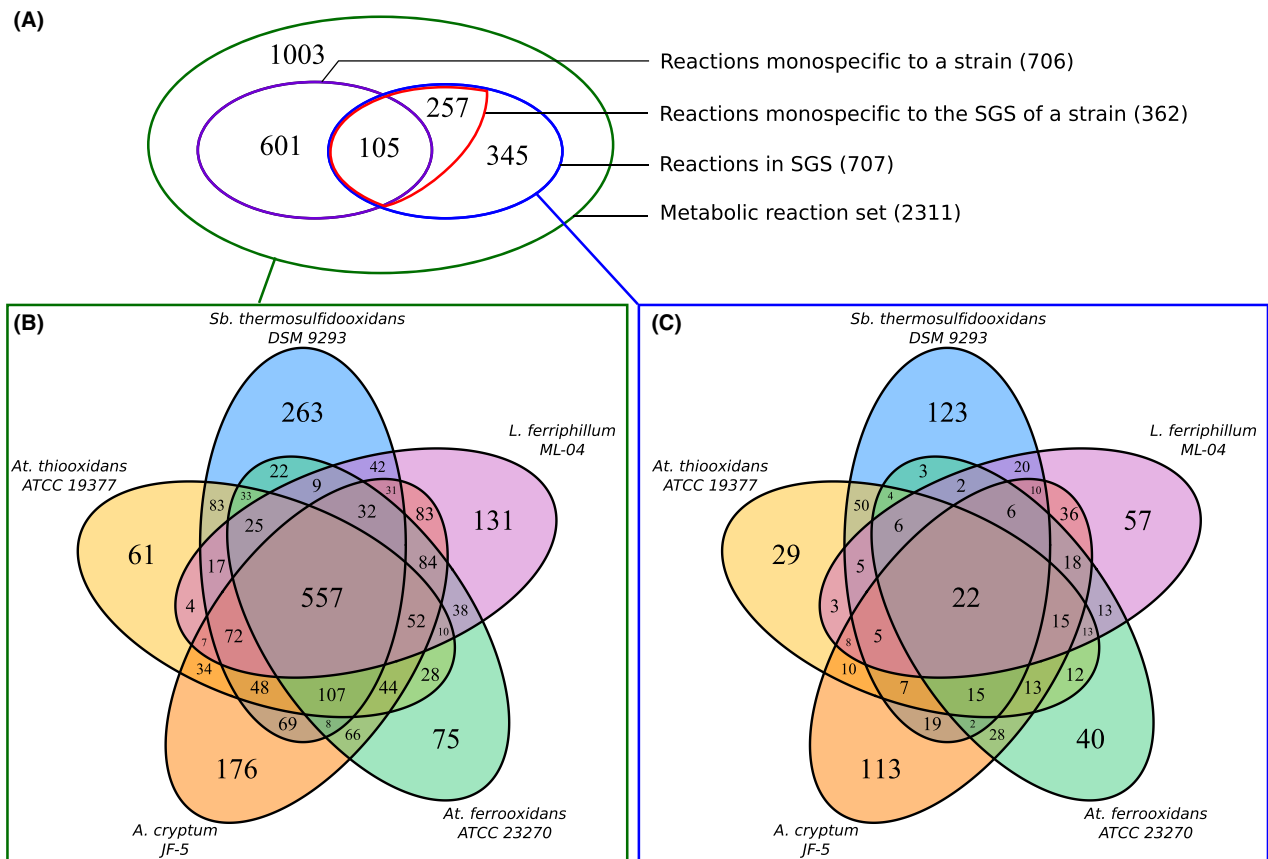 (A)
1003
601
105
257
345
Reactions monospecific to a strain (706)
Reactions monospecific to the SGS of a strain (362)
Reactions in SGS (707)
Metabolic reaction set (2311)
(B)
Sb. thermosulfidooxidans
DSM 9293
L. ferriphillum
ML-04
At. thiooxidans
ATCC 19377
263
22
42
9
31
33
83
25
32
83
131
61
17
84
4
557
38
52
10
7
72
34
48
107
44
28
69
8
66
75
176
A. cryptum
JF-5
At. ferrooxidans
ATCC 23270
(C)
Sb. thermosulfidooxidans
DSM 9293
L. ferriphillum
ML-04
At. thiooxidans
ATCC 19377
123
3
20
2
10
4
50
6
6
36
57
29
5
18
3
22
13
15
13
8
5
10
7
15
13
12
19
2
28
40
113
A. cryptum
JF-5
At. ferrooxidans
ATCC 23270